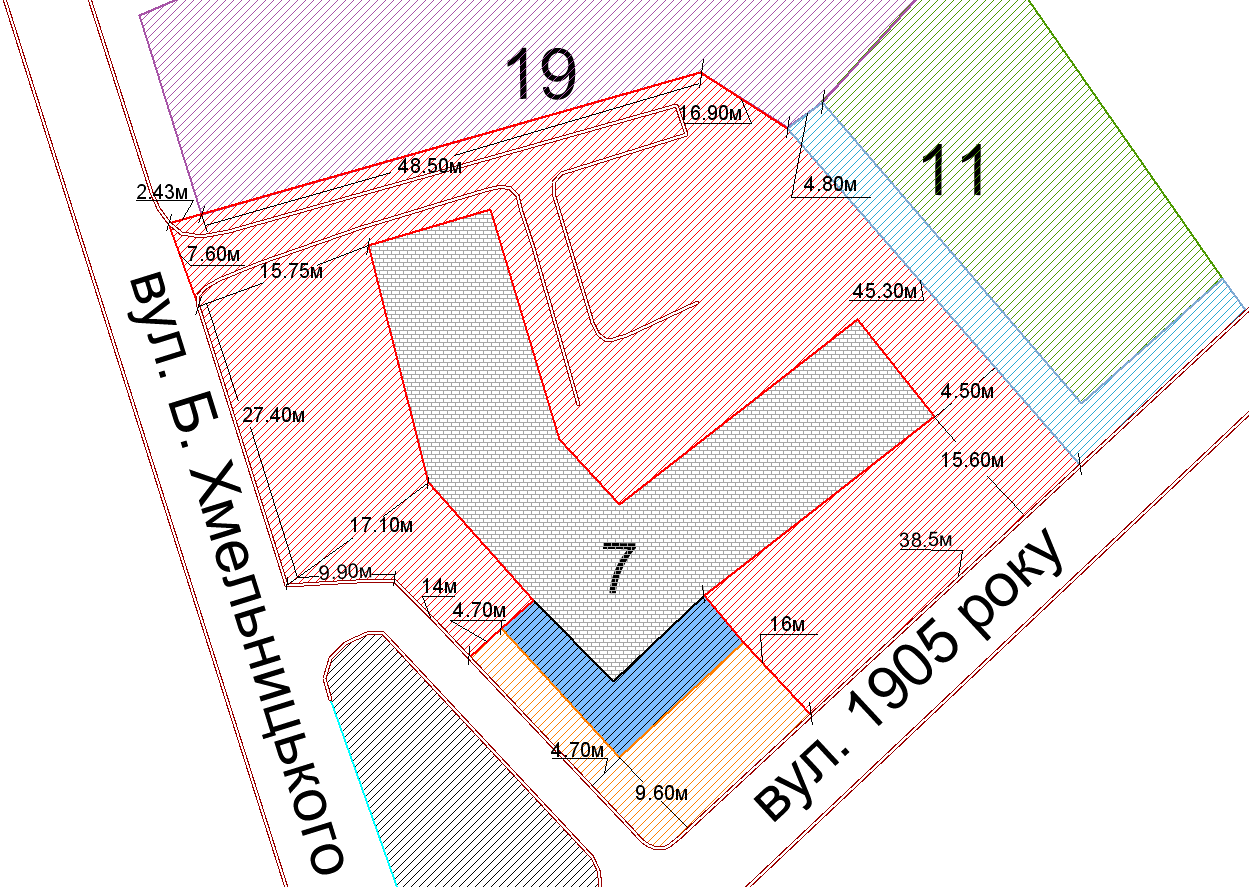 19
16.90м
48.50м
11
4.80м
2.43м
7.60м
15.75м
45.30м
4.50м
27.40м
15.60м
17.10м
38.5м
9.90м
7
14м
4.70м
16м
4.70м
9.60м
вул. Б. Хмельницького
вул. 1905 року